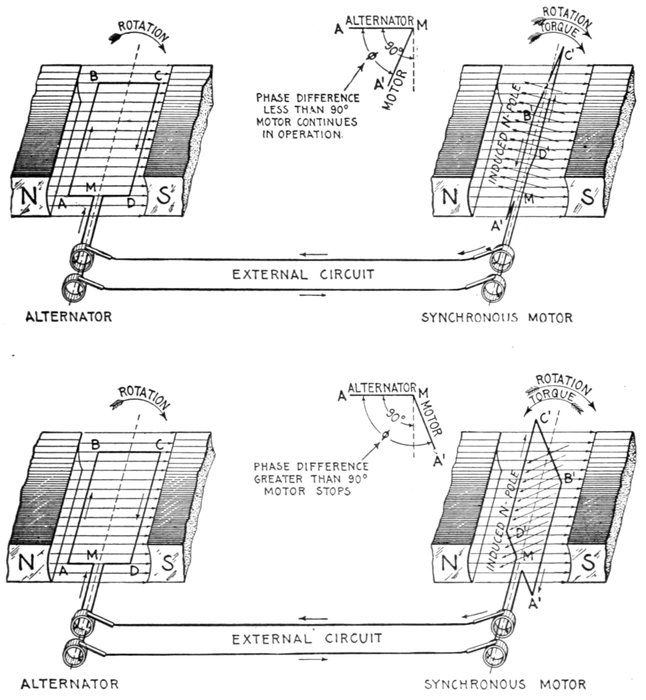 ROTATION
ALTERNATOR
A
M
90°
φ
A'
MOTOR
PHASE DIFFERENCE
LESS THAN 90°
MOTOR CONTINUES
IN OPERATION.
ROTATION
TORQUE
B
C
M
A
D
N
S
C'
INDUCED N-POLE
B
D'
M
A'
N
S
EXTERNAL CIRCUIT
ALTERNATOR
SYNCHRONOUS MOTOR
ROTATION
ALTERNATOR
A
M
90°
φ
MOTOR
A'
PHASE DIFFERENCE
GREATER THAN 90°
MOTOR STOPS
ROTATION
TORQUE
B
C
M
A
D
N
S
C'
INDUCED N-POLE
B'
D'
M
A'
N
S
EXTERNAL CIRCUIT
ALTERNATOR
SYNCHRONOUS MOTOR